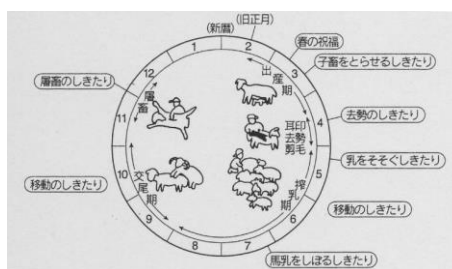 (旧正月)
(新暦)
春の祝福
子畜をとらせるしきたり
去勢のしきたり
乳をそそぐしきたり
移動のしきたり
馬乳をしぼるしきたり
移動のしきたり
屠畜のしきたり
1
2
3
4
5
6
7
8
9
10
11
12
出産期
耳印
去勢
剪毛
搾乳期
交尾期
屠畜